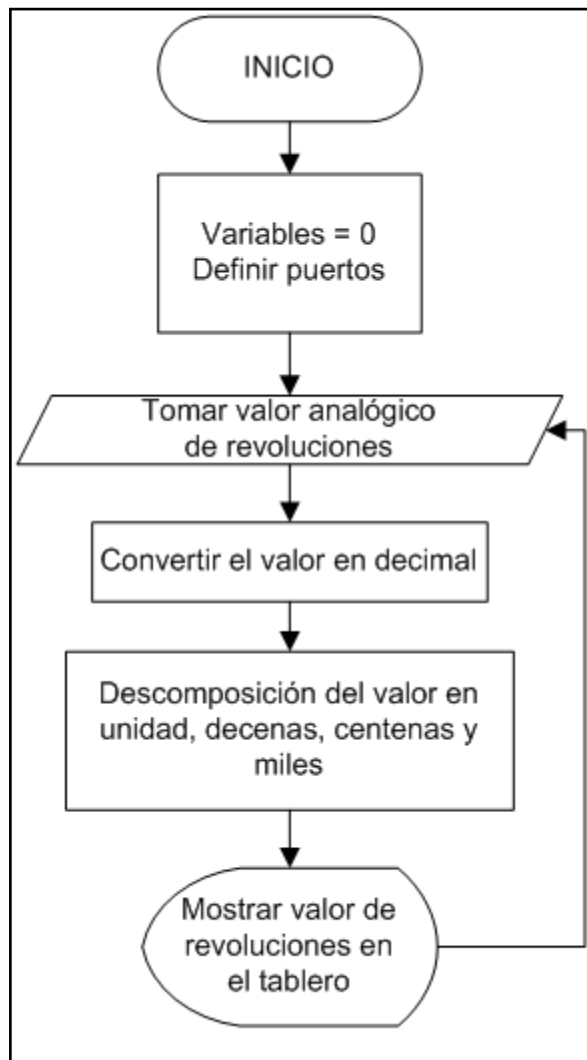 INICIO
Variables = 0
Definir puertos
Tomar valor analógico
de revoluciones
Convertir el valor en decimal
Descomposición del valor en
unidad, decenas, centenas y
miles
Mostrar valor de
revoluciones en
el tablero